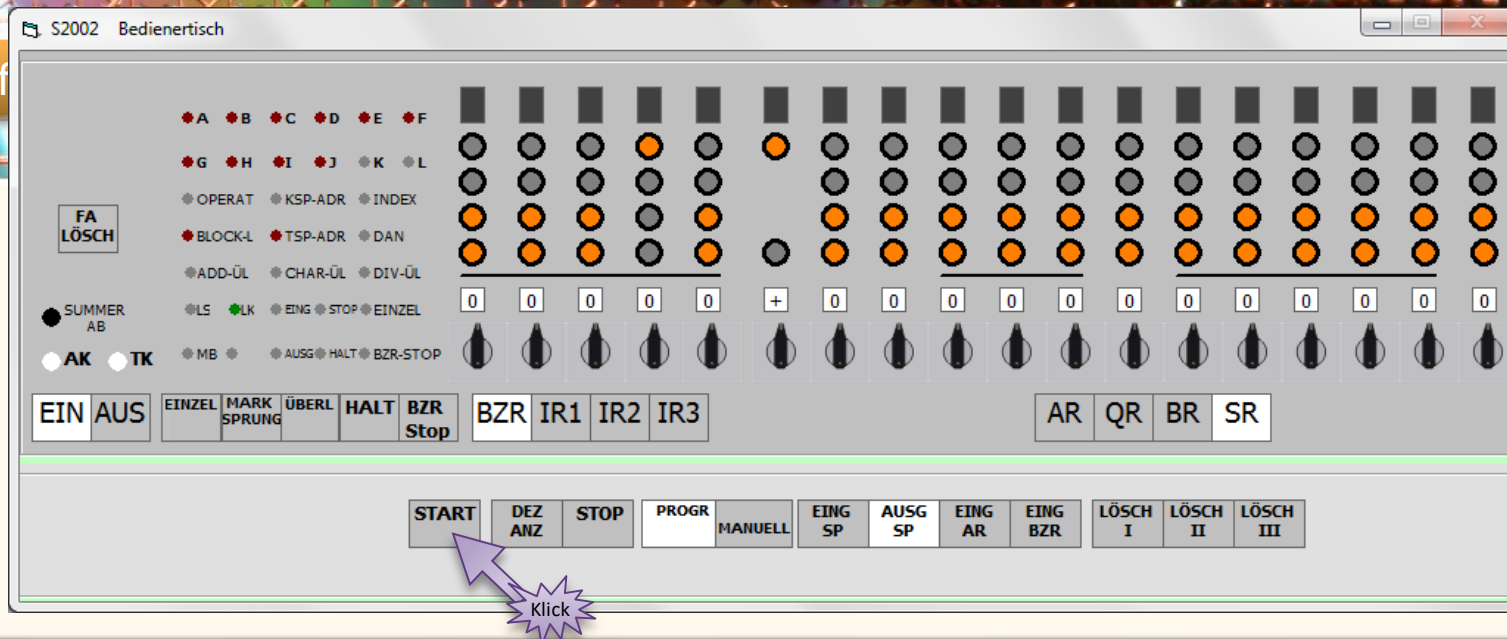 S2002 Bedienertisch
f
A B C D E F
G H I J K L
OPERAT KSP-ADR INDEX
FA
LÖSCH
BLOCK-L TSP-ADR DAN
ADD-ÜL CHAR-ÜL DIV-ÜL
0 0 0 0 0 + 0 0 0 0 0 0 0 0 0 0 0 0
SUMMER
AB
LS LK EING STOP EINZEL
AK TK
MB AUSG HALT BZR-STOP
EIN AUS
EINZEL
MARK
SPRUNG
ÜBERL
HALT
BZR
Stop
BZR IR1 IR2 IR3
AR QR BR SR
START
DEZ
ANZ
STOP
PROGR
MANUELL
EING
SP
AUSG
SP
EING
AR
EING
BZR
LÖSCH
I
LÖSCH
II
LÖSCH
III
Klick